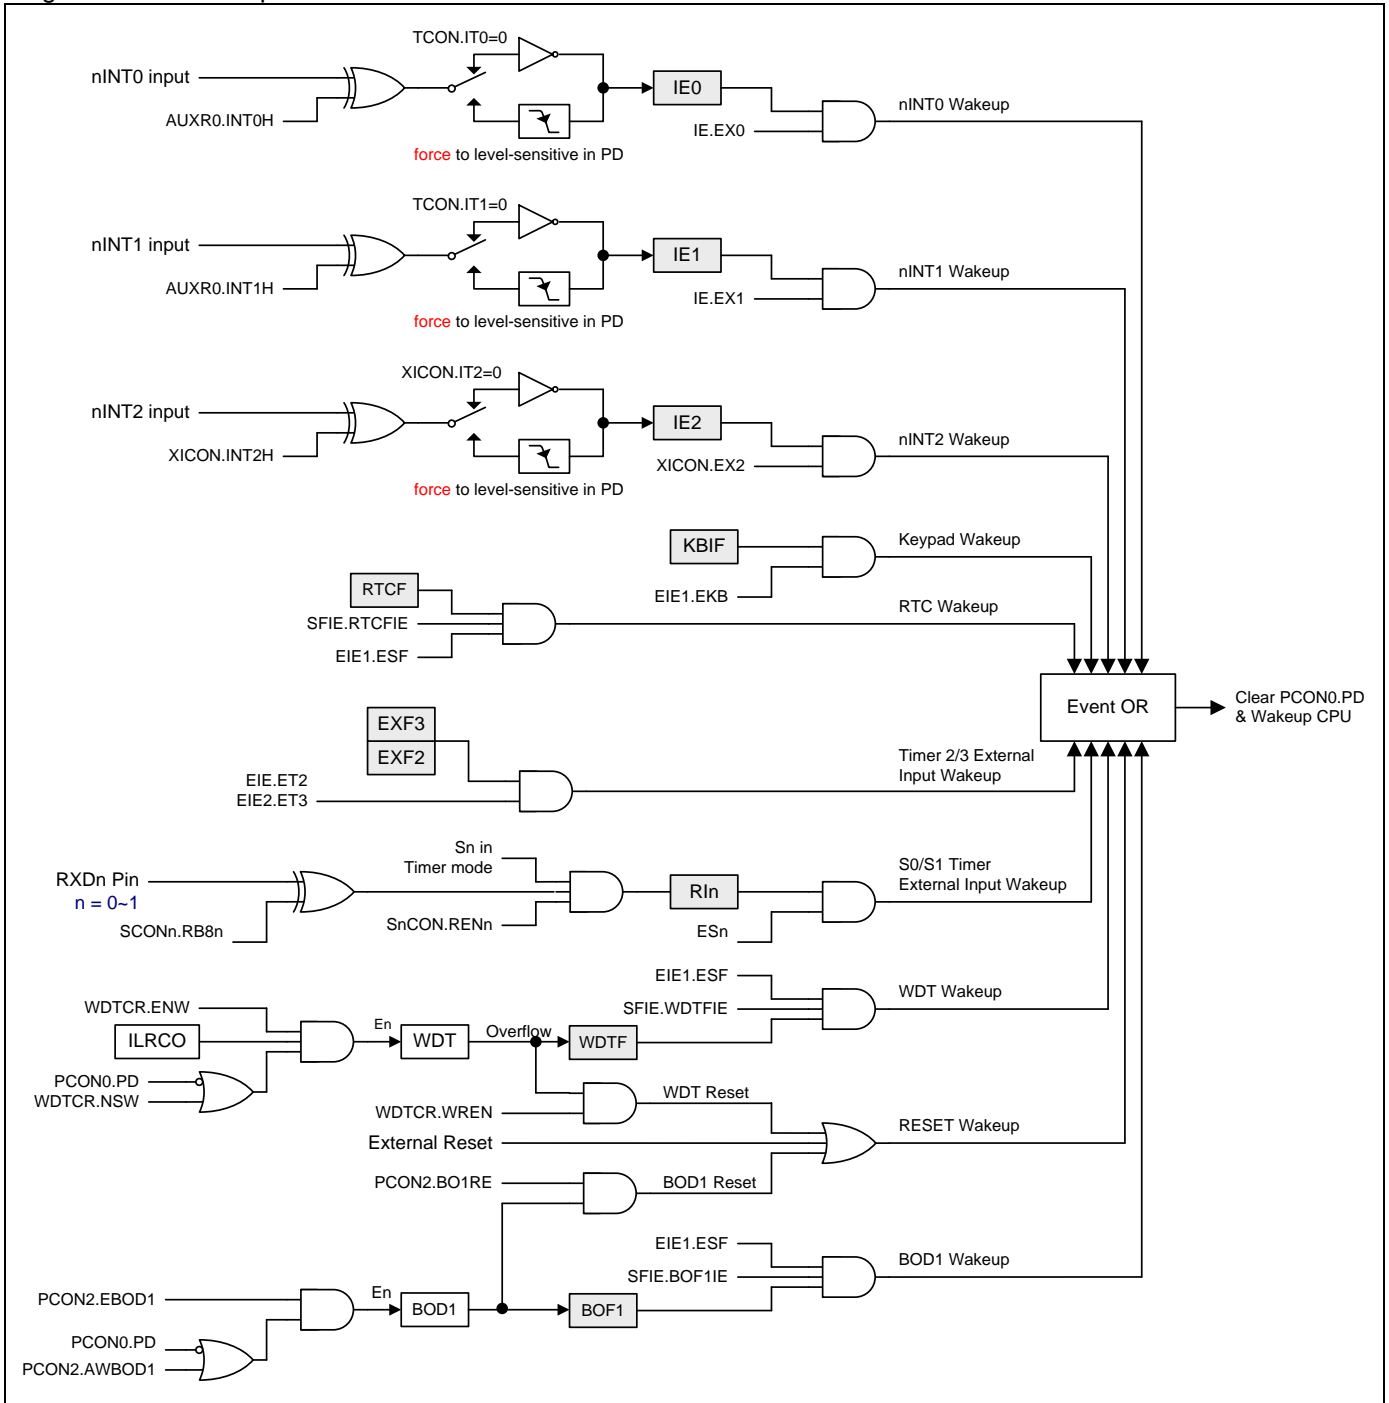 TCON.IT0=0
nINT0 input
IE0
nINT0 Wakeup
AUXR0.INT0H
IE.EX0
force to level-sensitive in PD
TCON.IT1=0
nINT1 input
IE1
nINT1 Wakeup
AUXR0.INT1H
IE.EX1
force to level-sensitive in PD
XICON.IT2=0
nINT2 input
IE2
nINT2 Wakeup
XICON.INT2H
XICON.EX2
force to level-sensitive in PD
KBIF
Keypad Wakeup
EIE1.EKB
RTCF
RTC Wakeup
SFIE.RTCFIE
EIE1.ESF
Event OR
Clear PCON0.PD
& Wakeup CPU
EXF3
EXF2
Timer 2/3 External
Input Wakeup
EIE.ET2
EIE2.ET3
Sn in
Timer mode
RXDn Pin
n = 0~1
SCONn.RB8n
SnCON.RENn
RIn
ESn
S0/S1 Timer
External Input Wakeup
EIE1.ESF
SFIE.WDTFIE
WDT Wakeup
WDTCR.ENW
ILRCO
En
WDT
Overflow
WDTF
PCON0.PD
WDTCR.NSW
WDTCR.WREN
WDT Reset
External Reset
RESET Wakeup
PCON2.BO1RE
BOD1 Reset
EIE1.ESF
SFIE.BOF1IE
BOD1 Wakeup
PCON2.EBOD1
En
BOD1
BOF1
PCON0.PD
PCON2.AWBOD1